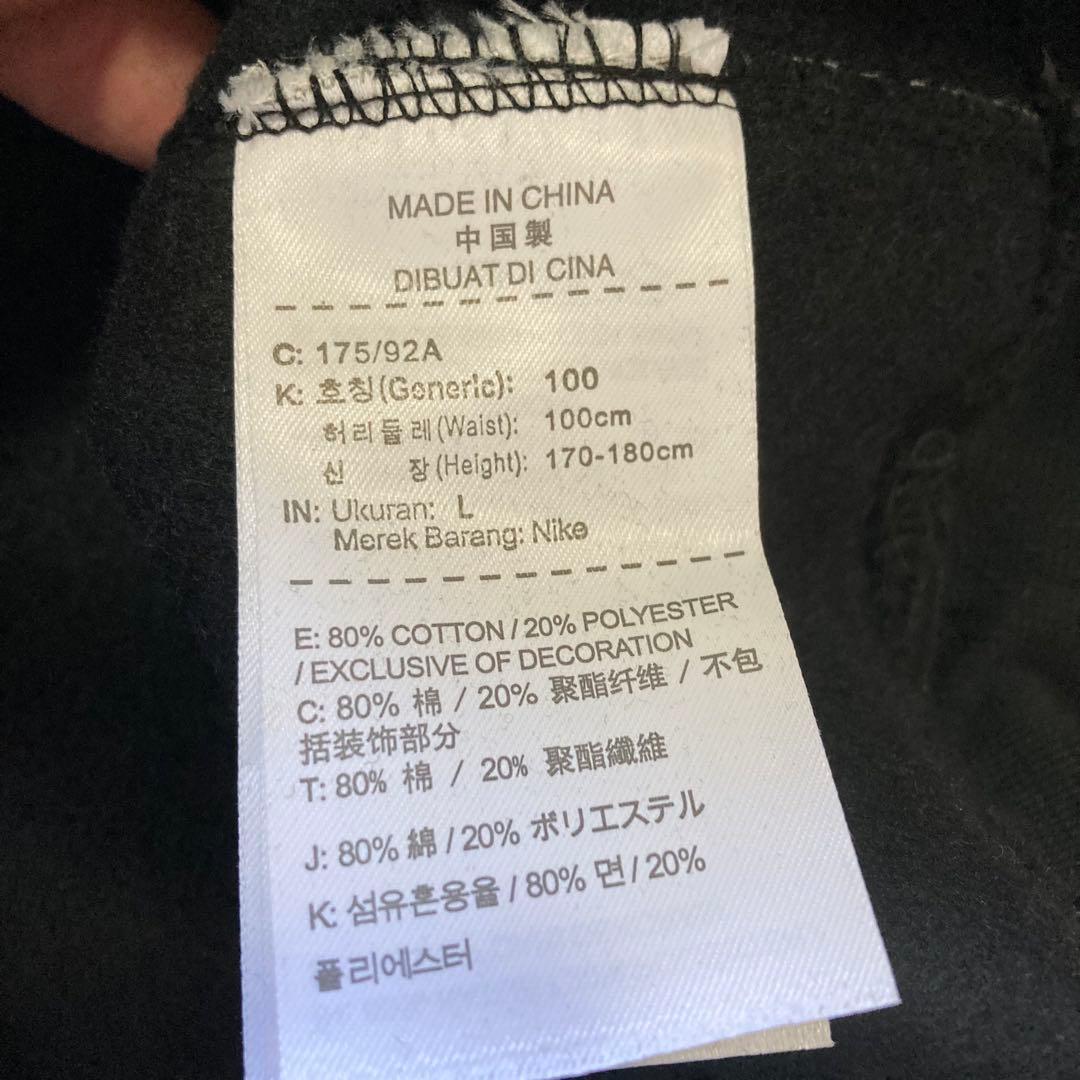 MADE IN CHINA
中国製
DIBUAT DI CINA
C: 175/92A
K: 호칭(Generic): 100
허리둘레(Waist): 100cm
신 장(Height): 170-180cm
IN: Ukuran: L
Merek Barang: Nike
E: 80% COTTON / 20% POLYESTER
/ EXCLUSIVE OF DECORATION
C: 80% 棉 / 20% 聚酯纤维 / 不包
括装饰部分
T: 80% 棉 / 20% 聚酯纖維
J: 80% 綿 / 20% ポリエステル
K: 섬유혼용율 / 80% 면 / 20%
폴리에스터